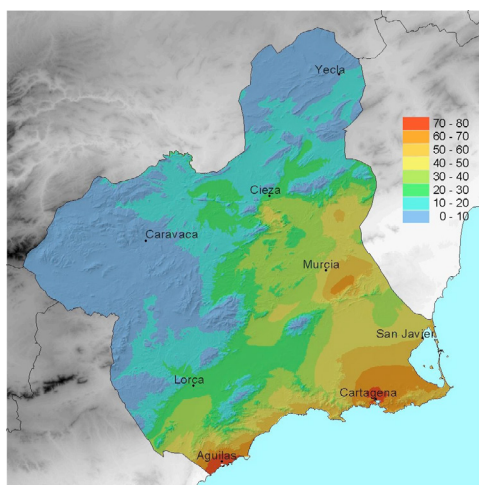 Yecla
70 - 80
60 - 70
50 - 60
40 - 50
30 - 40
20 - 30
10 - 20
0 - 10
Cieza
Caravaca
Murcia
San Javier
Lorca
Cartagena
Aguilas